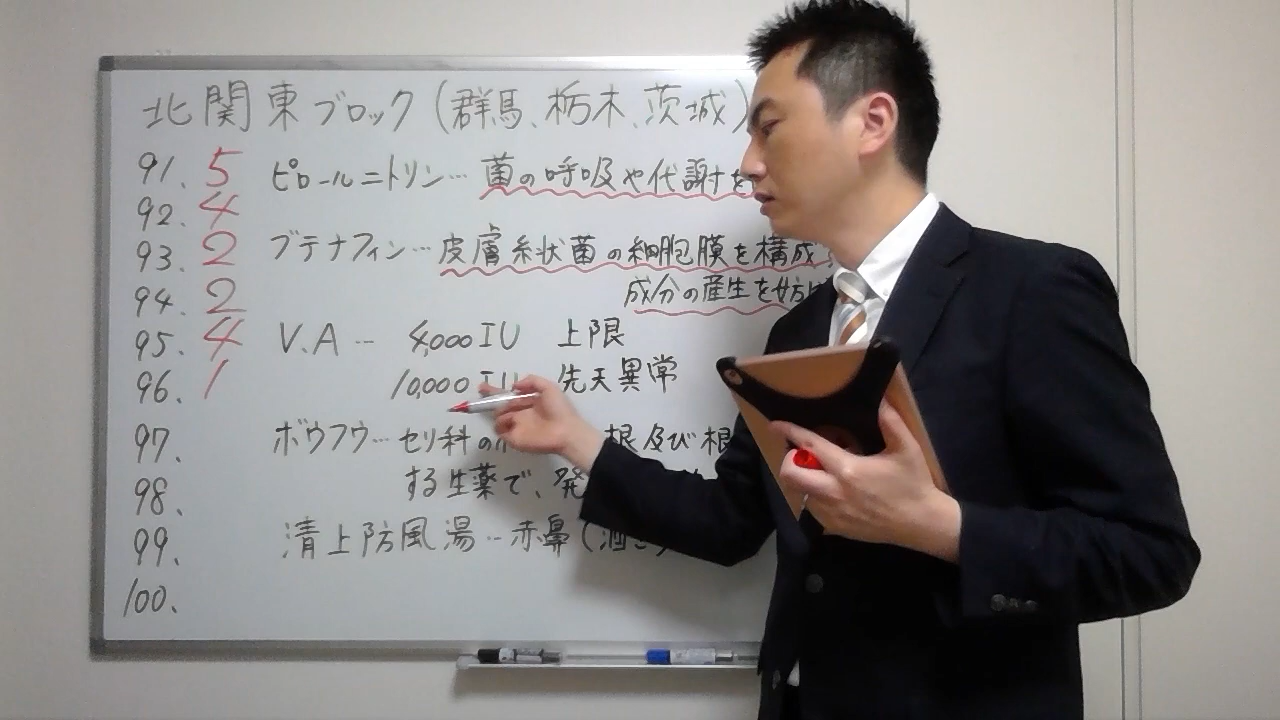 北関東ブロック(群馬、栃木、茨城)
91. 5 ピロールニトリン… 菌の呼吸や代謝を
92. 4
93. 2 ブテナフィン… 皮膚糸状菌の細胞膜を構成
94. 2 成分の産生を妨げ
95. 4 V.A … 4,000IU 上限
96. 1 10,000IU 先天異常
97. ボウフウ… セリ科の 根及び根
98. する生薬で、発
99. 清上防風湯… 赤鼻(酒さ)
100.